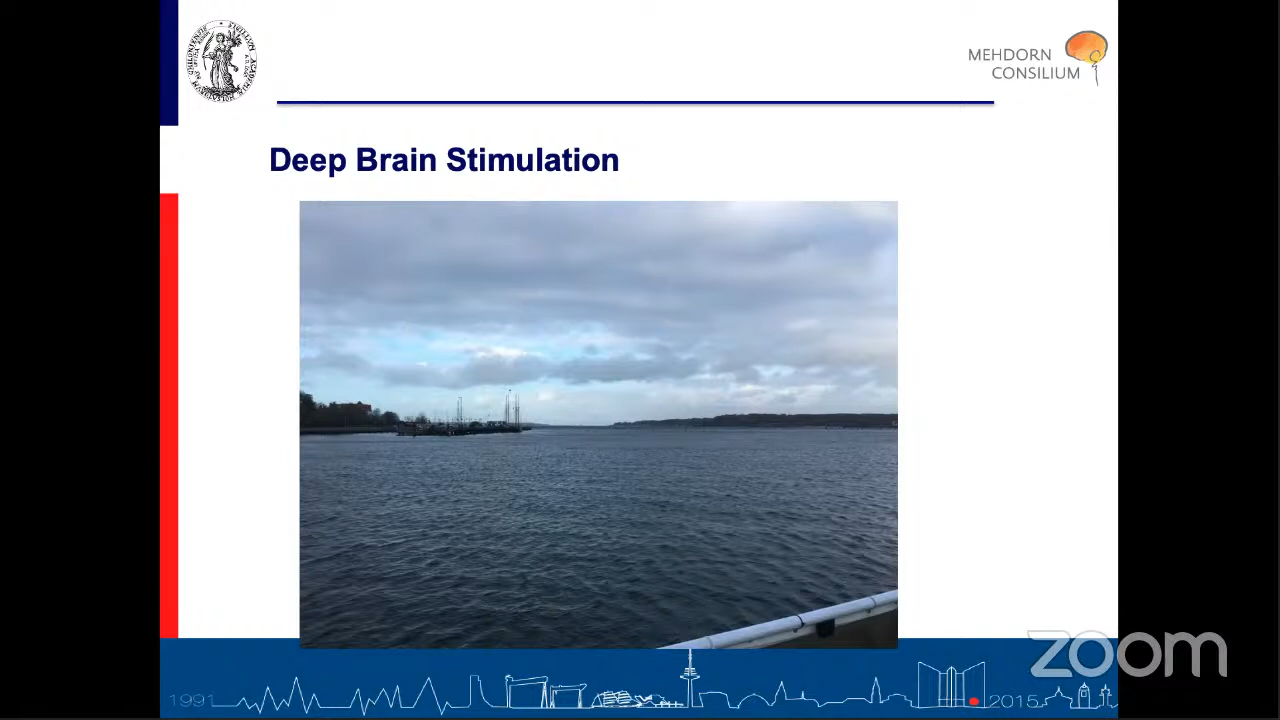 MEHDORN
CONSILIUM
Deep Brain Stimulation
zoom
1991
2015